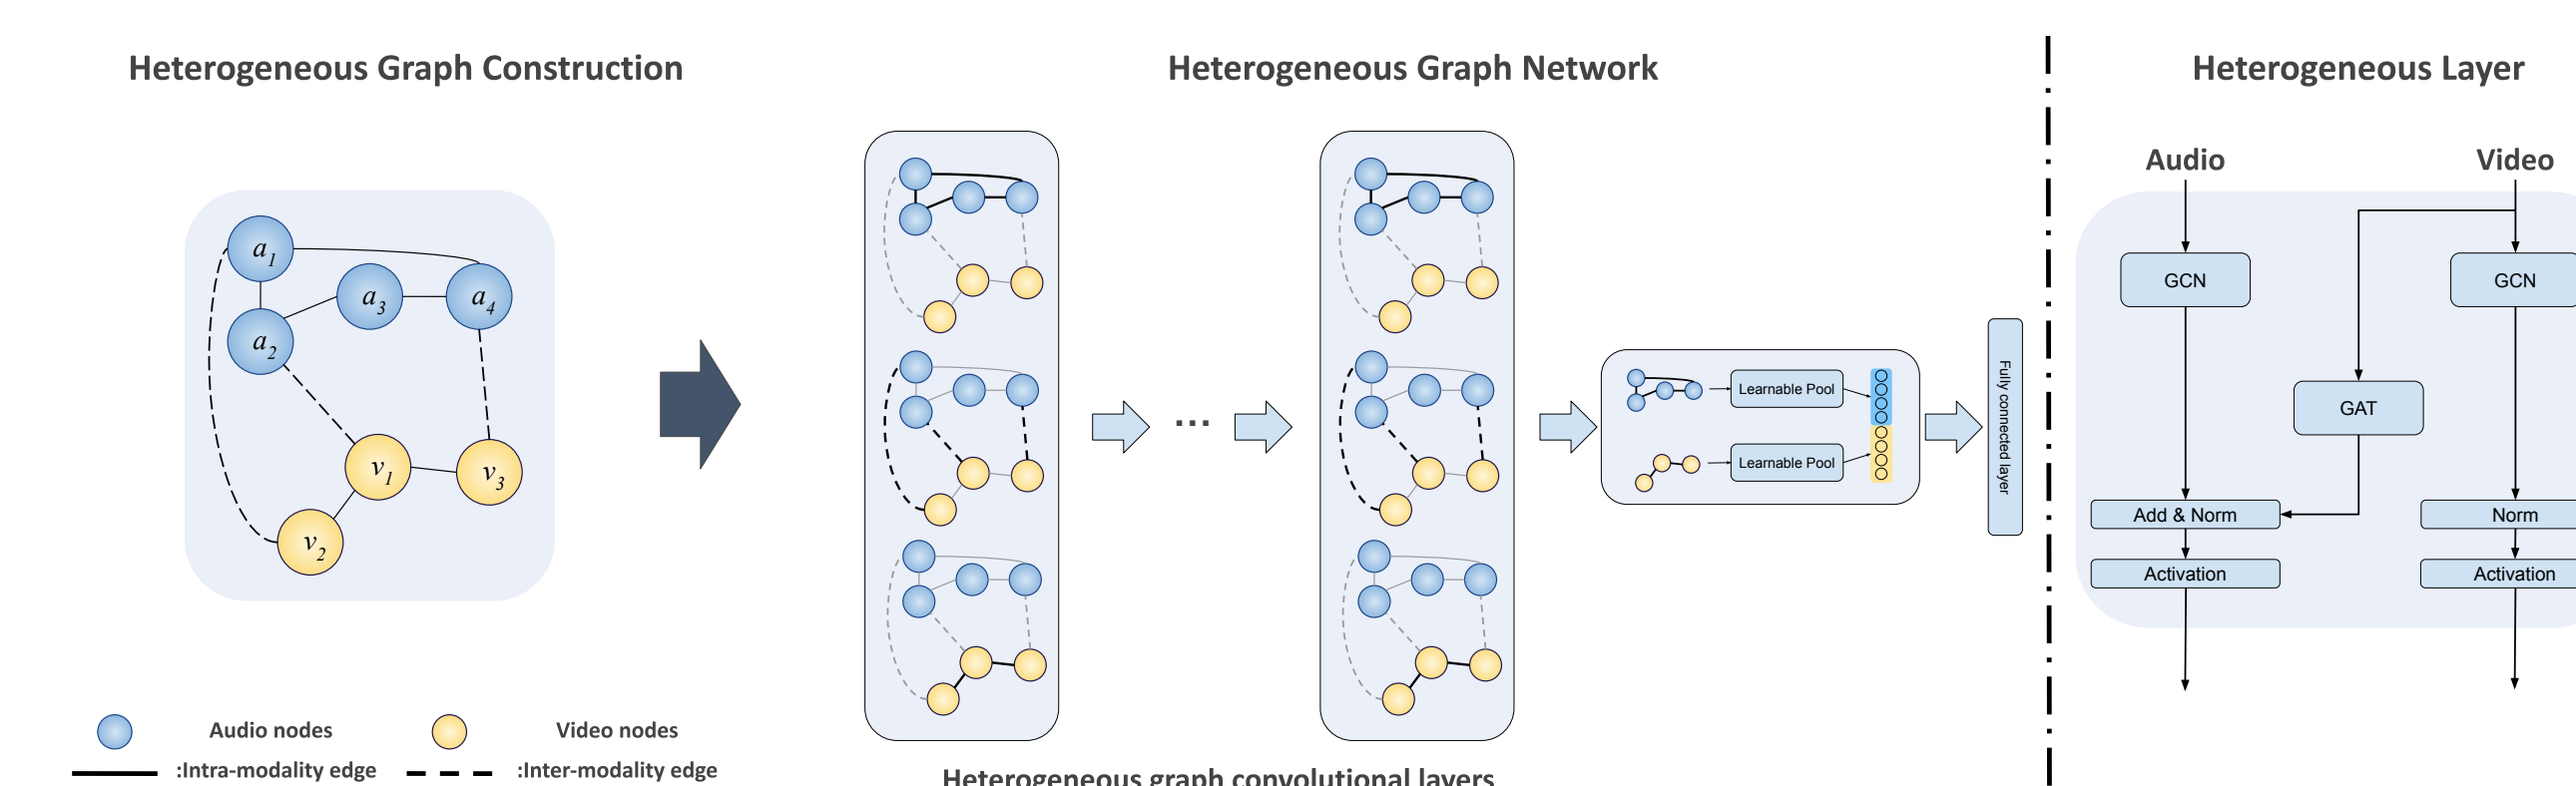 Heterogeneous Graph Construction
a1
a2
a3
a4
v1
v2
v3
Audio nodes
Video nodes
:Intra-modality edge
:Inter-modality edge
Heterogeneous Graph Network
...
Learnable Pool
Learnable Pool
Fully connected layer
Heterogeneous graph convolutional layers
Heterogeneous Layer
Audio
Video
GCN
GCN
GAT
Add & Norm
Norm
Activation
Activation